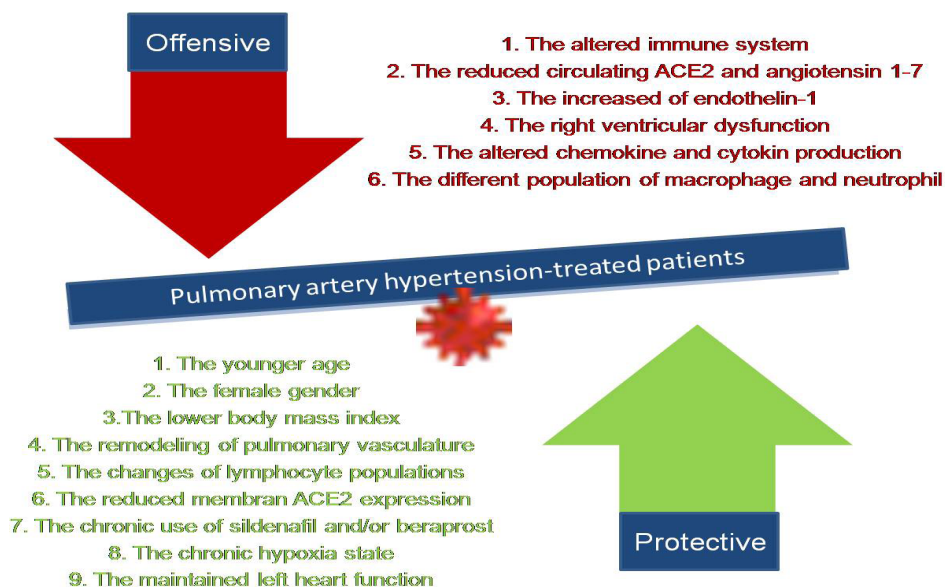 Offensive
1. The altered immune system
2. The reduced circulating ACE2 and angiotensin 1-7
3. The increased of endothelin-1
4. The right ventricular dysfunction
5. The altered chemokine and cytokin production
6. The different population of macrophage and neutrophil
Pulmonary artery hypertension-treated patients
1. The younger age
2. The female gender
3.The lower body mass index
4. The remodeling of pulmonary vasculature
5. The changes of lymphocyte populations
6. The reduced membran ACE2 expression
7. The chronic use of sildenafil and/or beraprost
8. The chronic hypoxia state
9. The maintained left heart function
Protective